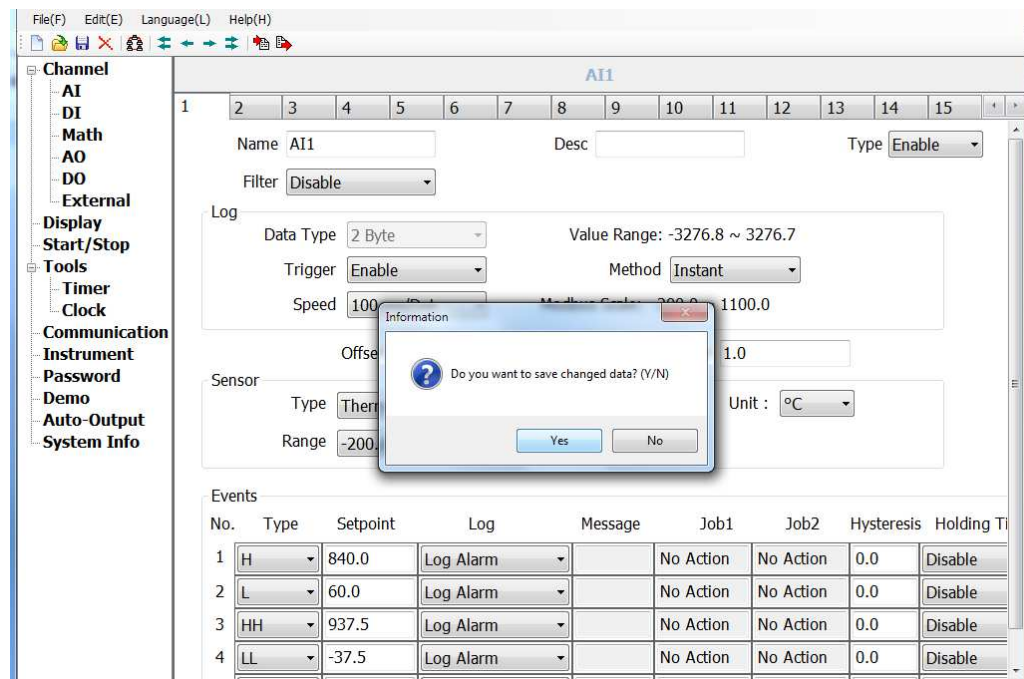 File(F) Edit(E) Language(L) Help(H)
Channel
AI
DI
Math
AO
DO
External
Display
Start/Stop
Tools
Timer
Clock
Communication
Instrument
Password
Demo
Auto-Output
System Info
AI1
1 2 3 4 5 6 7 8 9 10 11 12 13 14 15
Name AI1 Desc Type Enable
Filter Disable
Log
Data Type 2 Byte Value Range: -3276.8 ~ 3276.7
Trigger Enable Method Instant
Speed 100 1100.0
Information
Do you want to save changed data? (Y/N)
Yes No
Offse 1.0
Sensor
Type Therm Unit : °C
Range -200.
Events
No. Type Setpoint Log Message Job1 Job2 Hysteresis Holding Ti
1 H 840.0 Log Alarm No Action No Action 0.0 Disable
2 L 60.0 Log Alarm No Action No Action 0.0 Disable
3 HH 937.5 Log Alarm No Action No Action 0.0 Disable
4 LL -37.5 Log Alarm No Action No Action 0.0 Disable